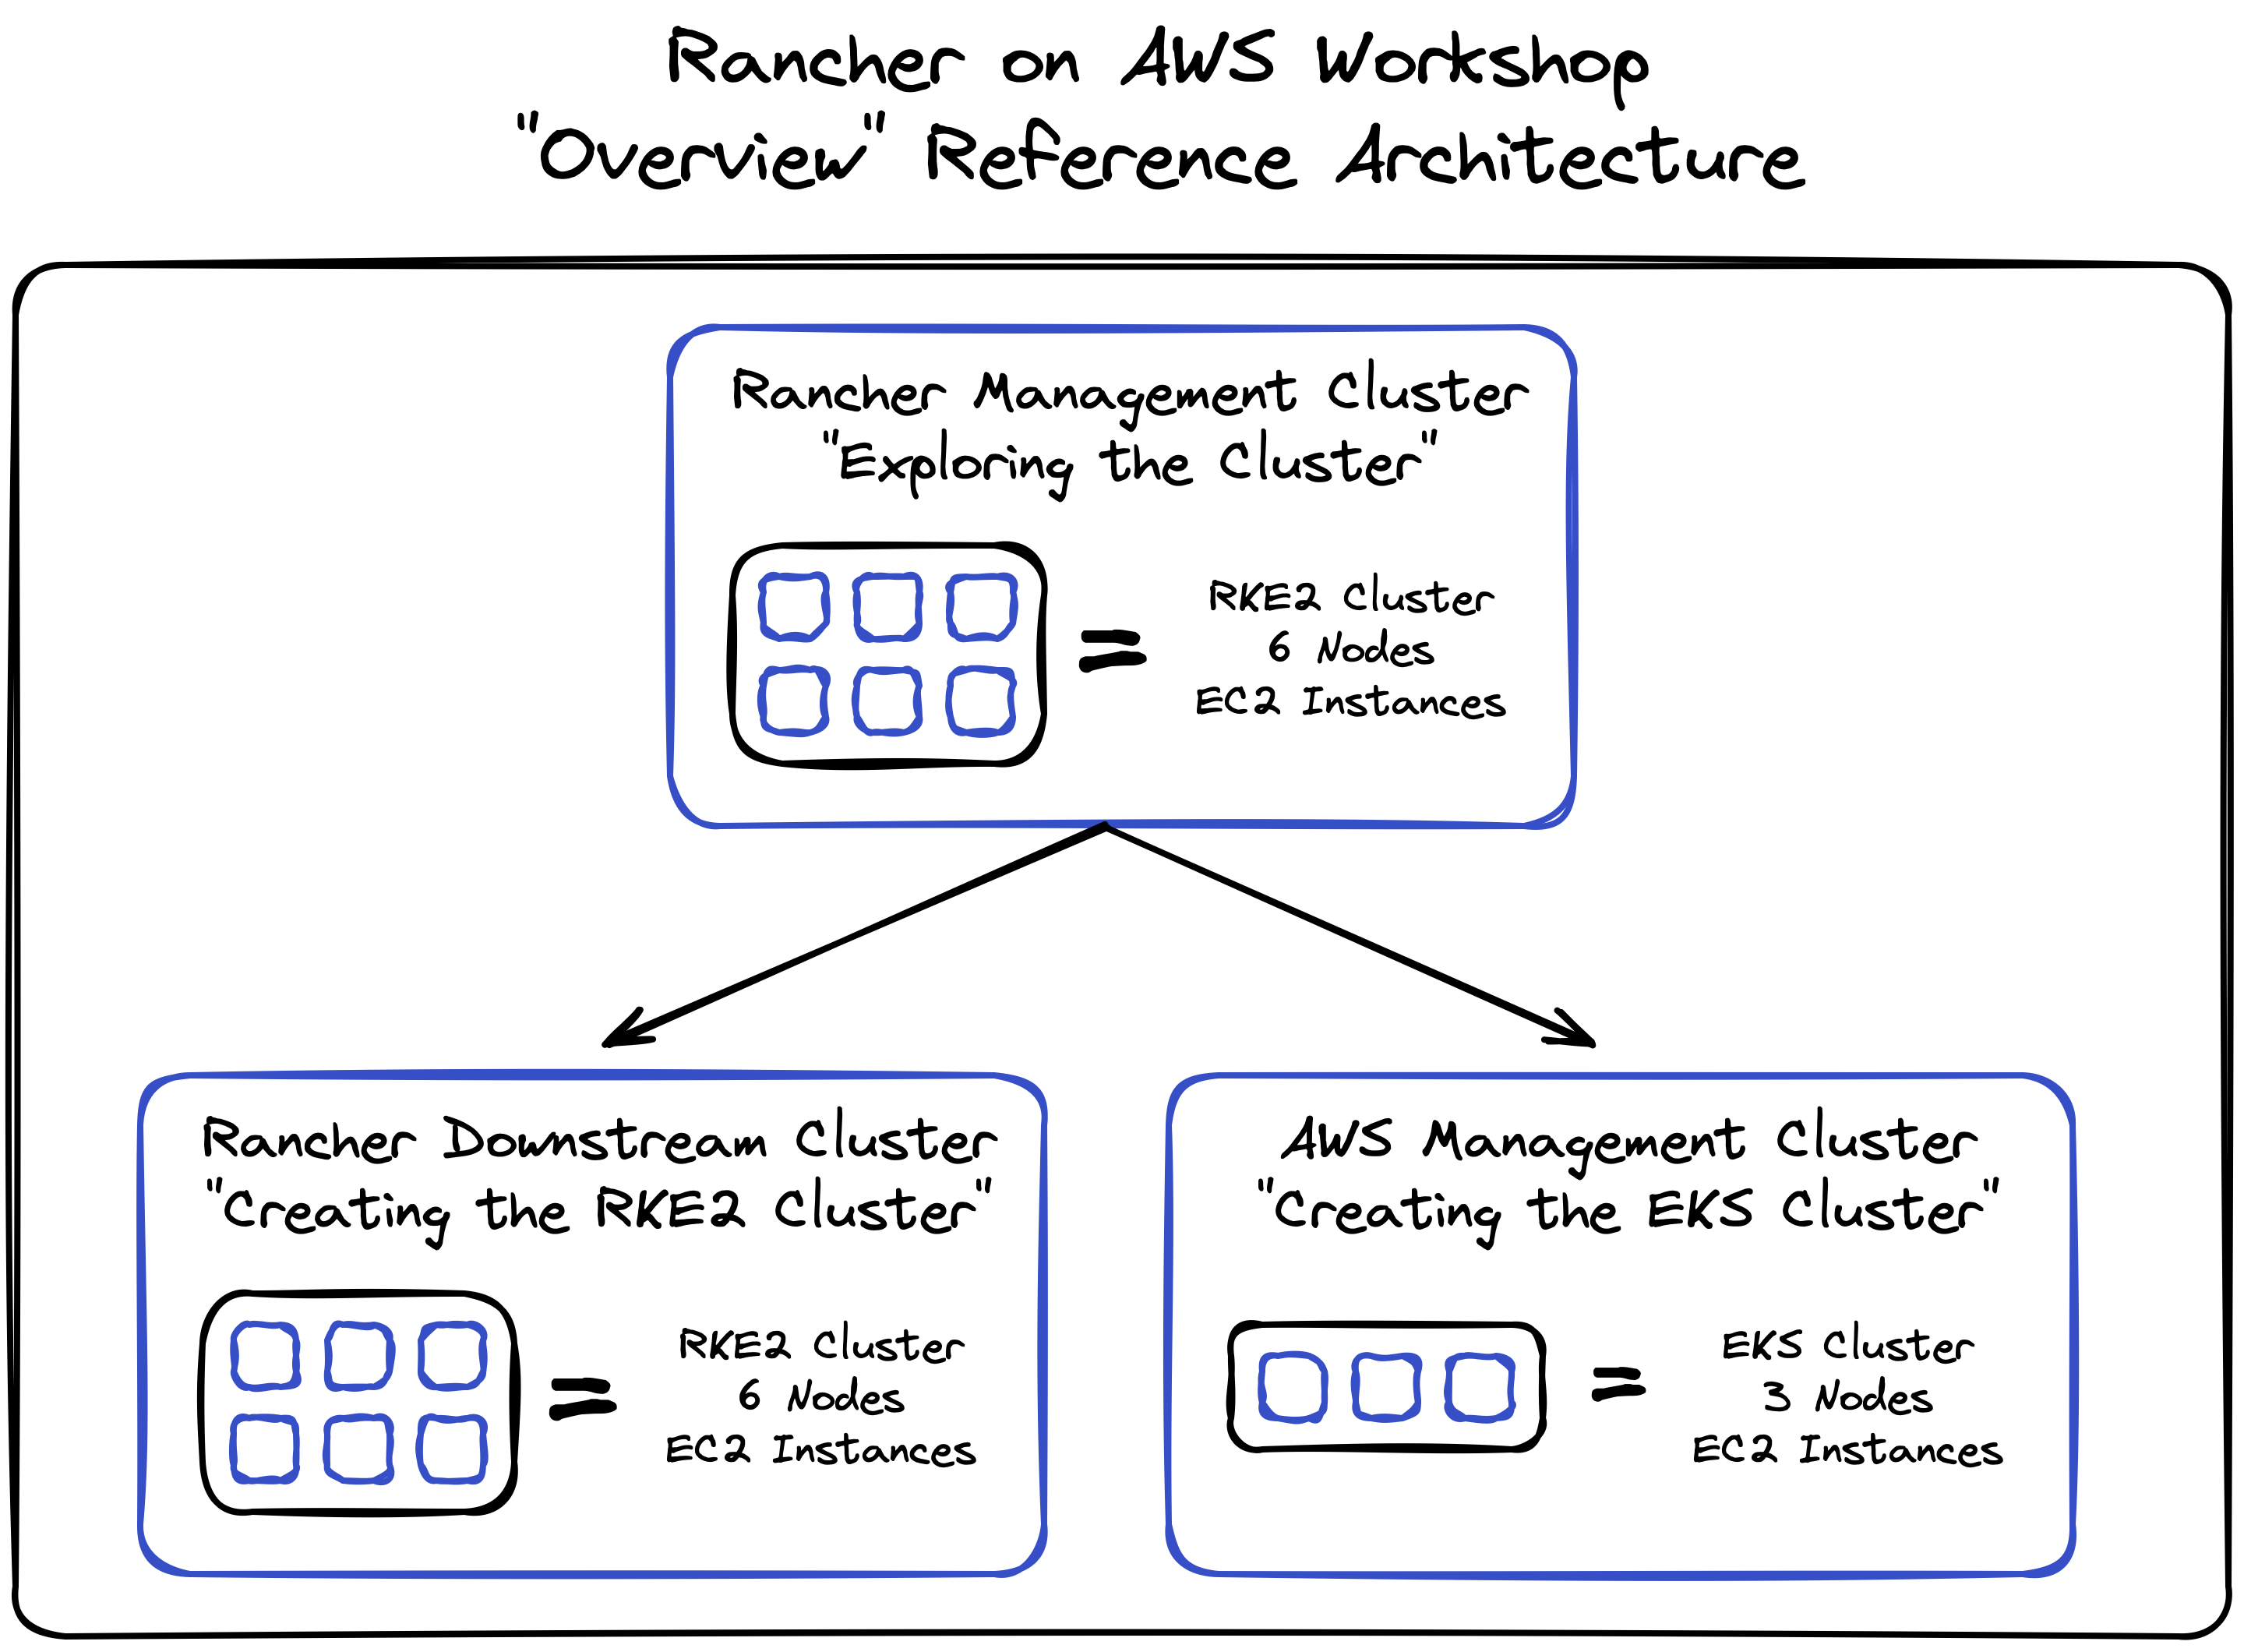 Rancher on AWS Workshop
"Overview" Reference Architecture
Rancher Management Cluster
"Exploring the Cluster"
RKE2 Cluster
6 Nodes
EC2 Instances
=
Rancher Downstream Cluster
"Creating the RKE2 Cluster"
RKE2 Cluster
6 Nodes
EC2 Instances
=
AWS Management Cluster
"Creating the EKS Cluster"
EKS Cluster
3 Nodes
EC2 Instances
=